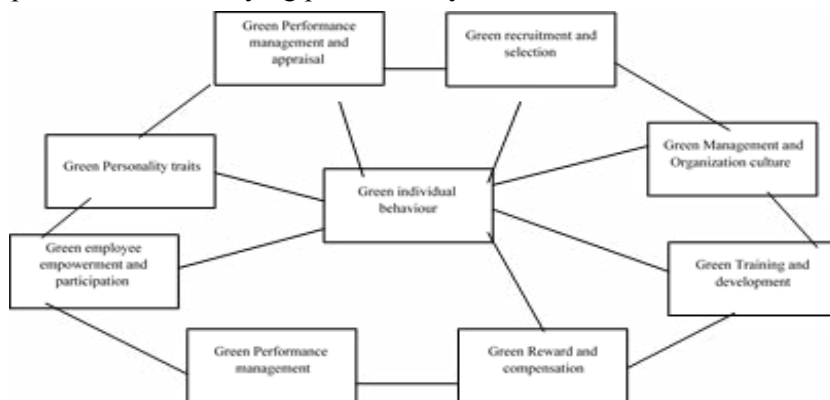 Green Performance
management and
appraisal
Green recruitment and
selection
Green Personality traits
Green individual
behaviour
Green Management and
Organization culture
Green employee
empowerment and
participation
Green Training and
development
Green Performance
management
Green Reward and
compensation